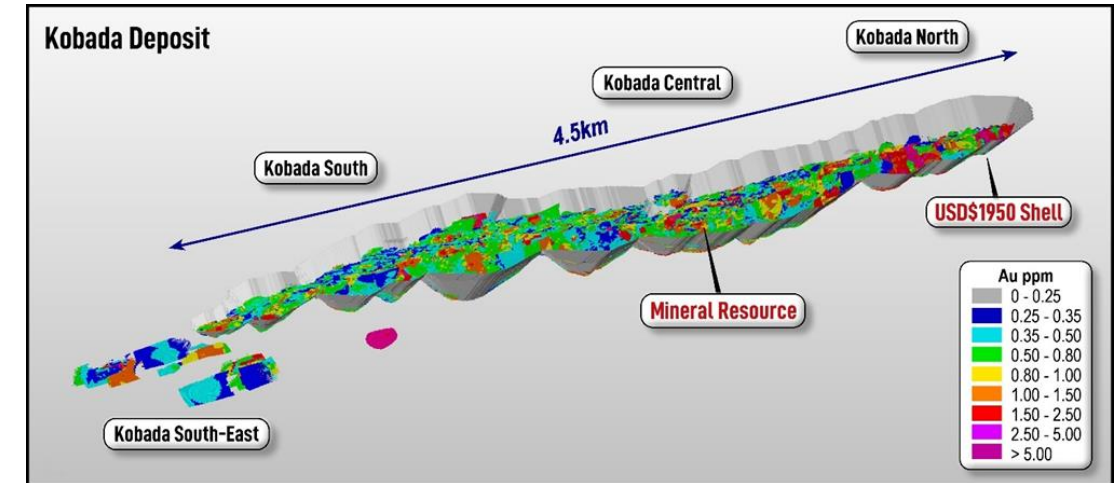 Kobada Deposit
Kobada North
Kobada Central
4.5km
Kobada South
USD$1950 Shell
Mineral Resource
Kobada South-East
Au ppm
0 - 0.25
0.25 - 0.35
0.35 - 0.50
0.50 - 0.80
0.80 - 1.00
1.00 - 1.50
1.50 - 2.50
2.50 - 5.00
> 5.00